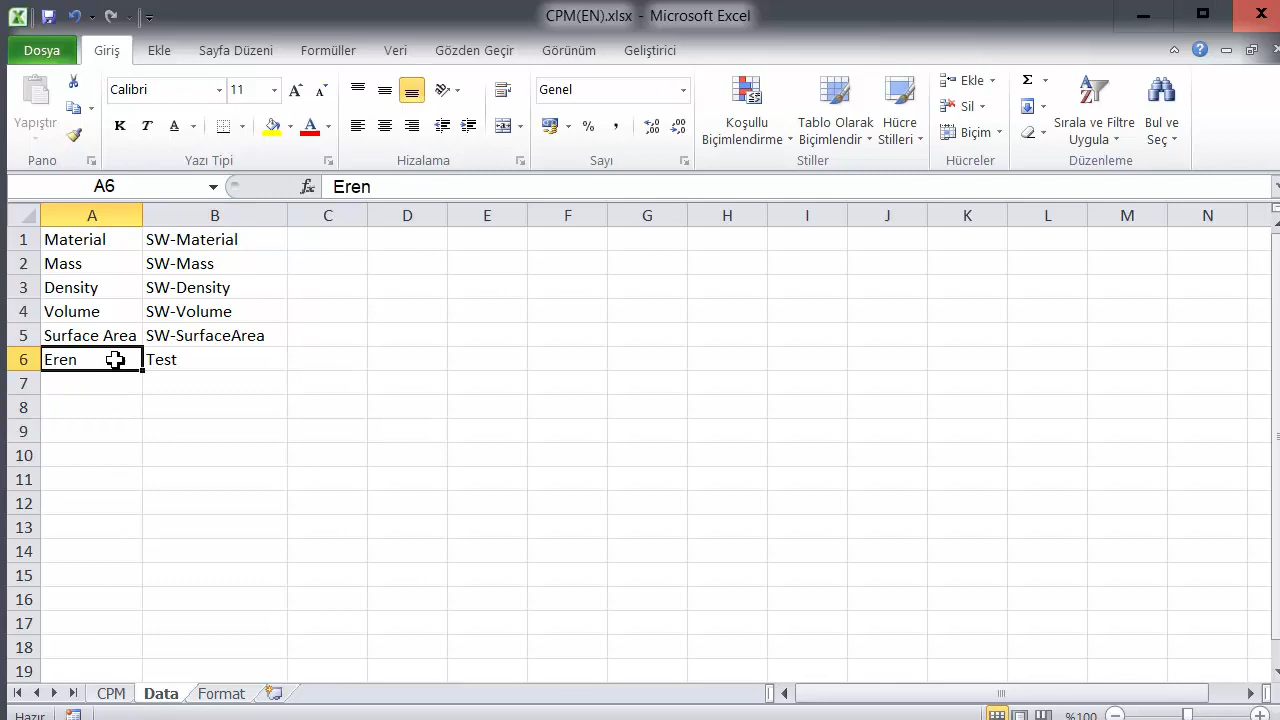 CPM(EN).xlsx - Microsoft Excel
Dosya Giriş Ekle Sayfa Düzeni Formüller Veri Gözden Geçir Görünüm Geliştirici
Yapıştır
Pano
Calibri 11
K T A A
Yazı Tipi
Hizalama
Genel
% ,
Sayı
Koşullu Biçimlendirme
Tablo Olarak Biçimlendir
Hücre Stilleri
Stiller
Ekle
Sil
Biçim
Hücreler
Σ
Sırala ve Filtre Uygula
Bul ve Seç
Düzenleme
A6 fx Eren
A B C D E F G H I J K L M N
1 Material SW-Material
2 Mass SW-Mass
3 Density SW-Density
4 Volume SW-Volume
5 Surface Area SW-SurfaceArea
6 Eren Test
7
8
9
10
11
12
13
14
15
16
17
18
19
CPM Data Format
Hazır %100